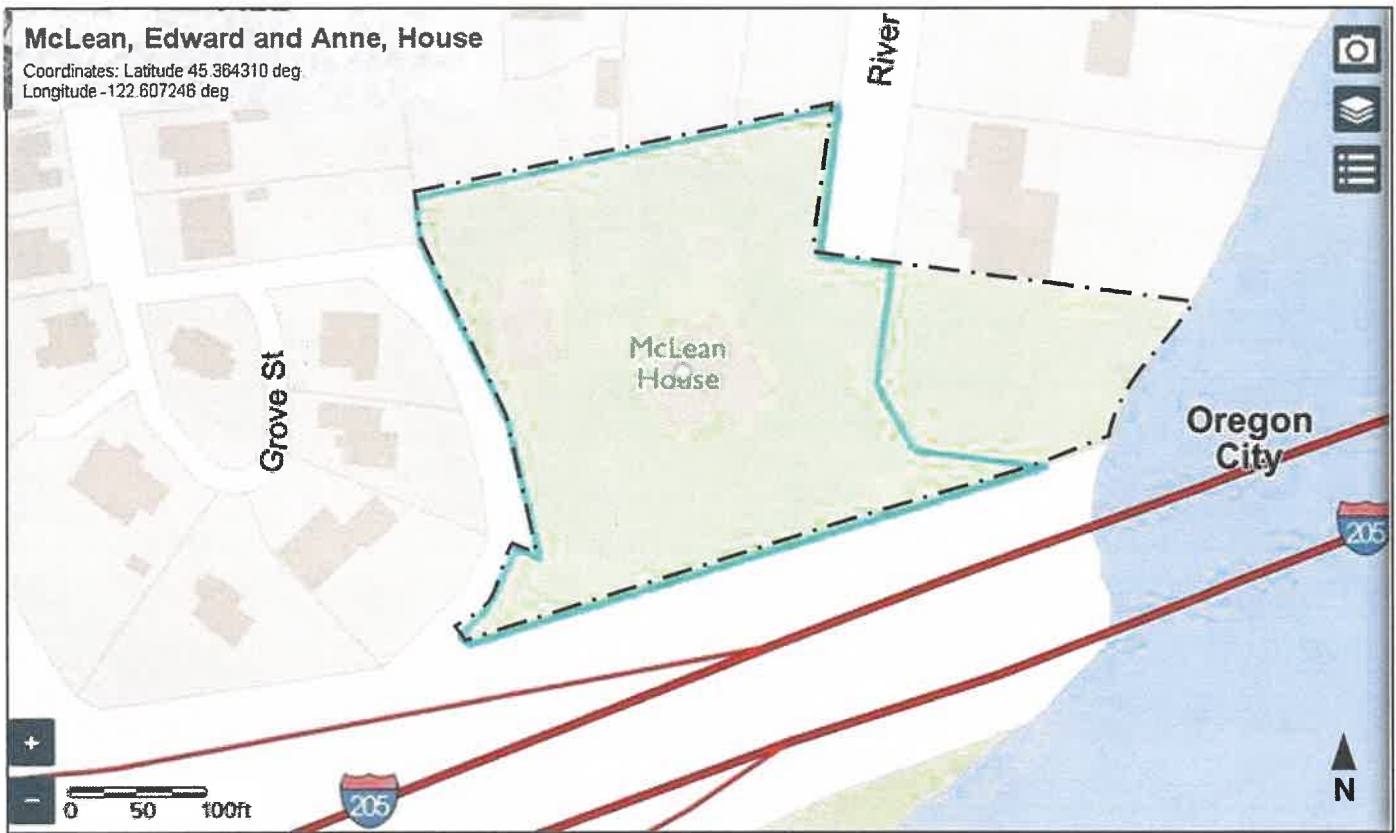 McLean, Edward and Anne, House
Coordinates: Latitude 45.364310 deg
Longitude -122.607246 deg
River
McLean
House
Grove St
Oregon
City
205
205
+
−
0 50 100ft
N